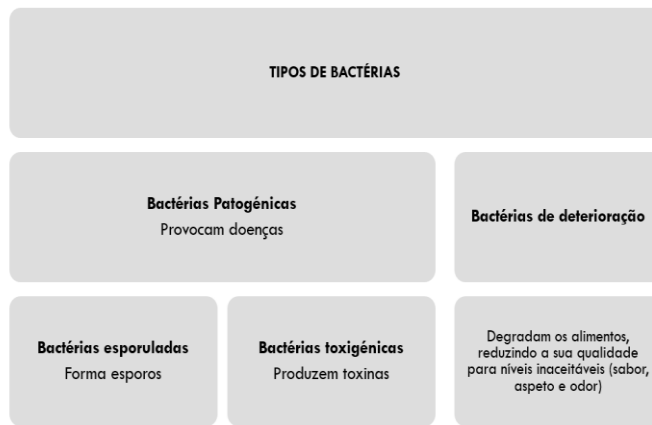 TIPOS DE BACTÉRIAS
Bactérias Patogénicas
Provocam doenças
Bactérias de deterioração
Bactérias esporuladas
Forma esporos
Bactérias toxigénicas
Produzem toxinas
Degradam os alimentos,
reduzindo a sua qualidade
para níveis inaceitáveis (sabor,
aspeto e odor)